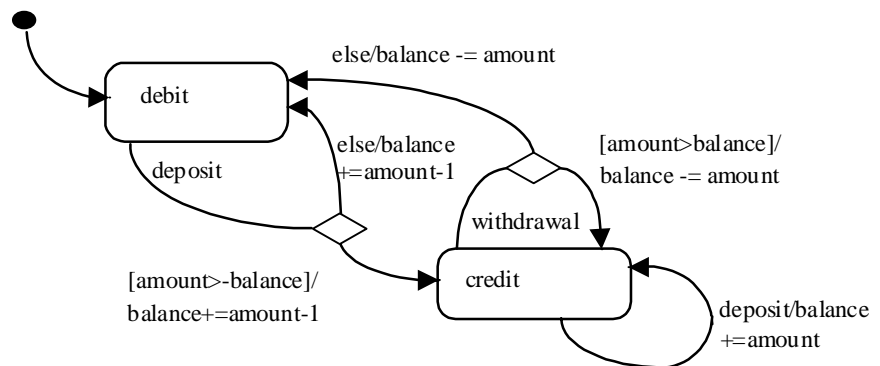 else/balance -= amount
debit
else/balance
+=amount-1
[amount>balance]/
balance -= amount
deposit
withdrawal
[amount>-balance]/
balance+=amount-1
credit
deposit/balance
+=amount